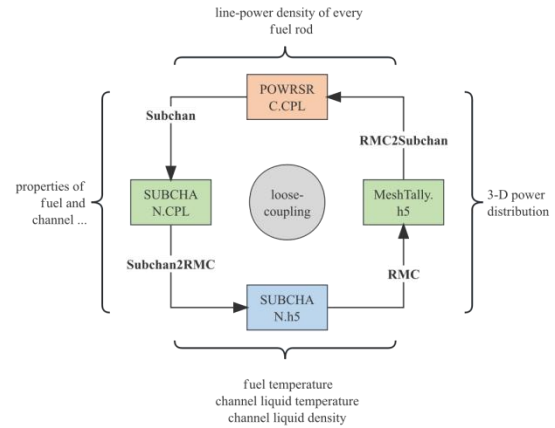 line-power density of every
fuel rod
POWRSR
C.CPL
Subchan
RMC2Subchan
properties of
fuel and
channel ...
SUBCHA
N.CPL
loose-
coupling
MeshTally.
h5
3-D power
distribution
Subchan2RMC
RMC
SUBCHA
N.h5
fuel temperature
channel liquid temperature
channel liquid density